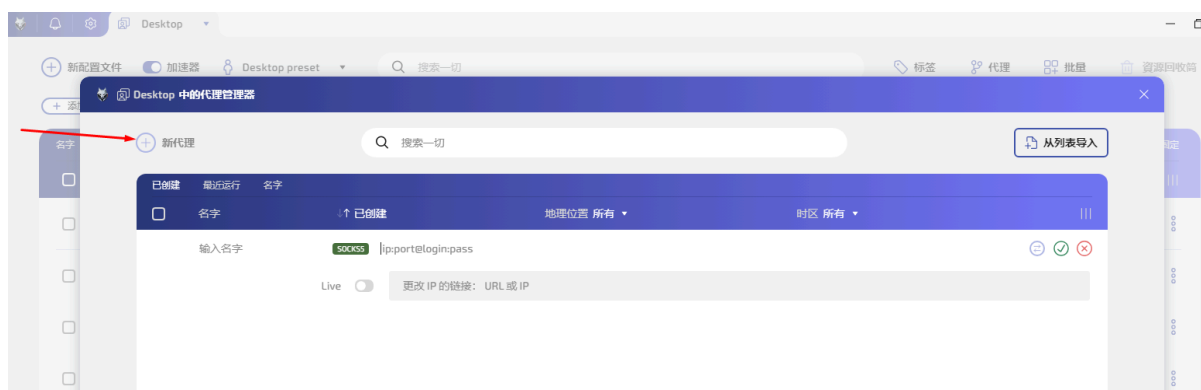 Desktop
新配置文件 加速器 Desktop preset 搜索一切 标签 代理 批量 資源回收筒
Desktop 中的代理管理器
+ 添
新代理 搜索一切 从列表导入
名字
已创建 最近运行 名字
名字 ↓↑ 已创建 地理位置 所有 时区 所有
输入名字 SOCKS5 ip:port@login:pass
Live 更改 IP 的链接： URL 或 IP